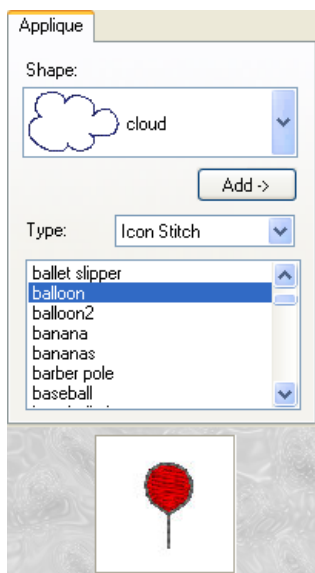 Applique
Shape:
cloud
Add ->
Type: Icon Stitch
ballet slipper
balloon
balloon2
banana
bananas
barber pole
baseball